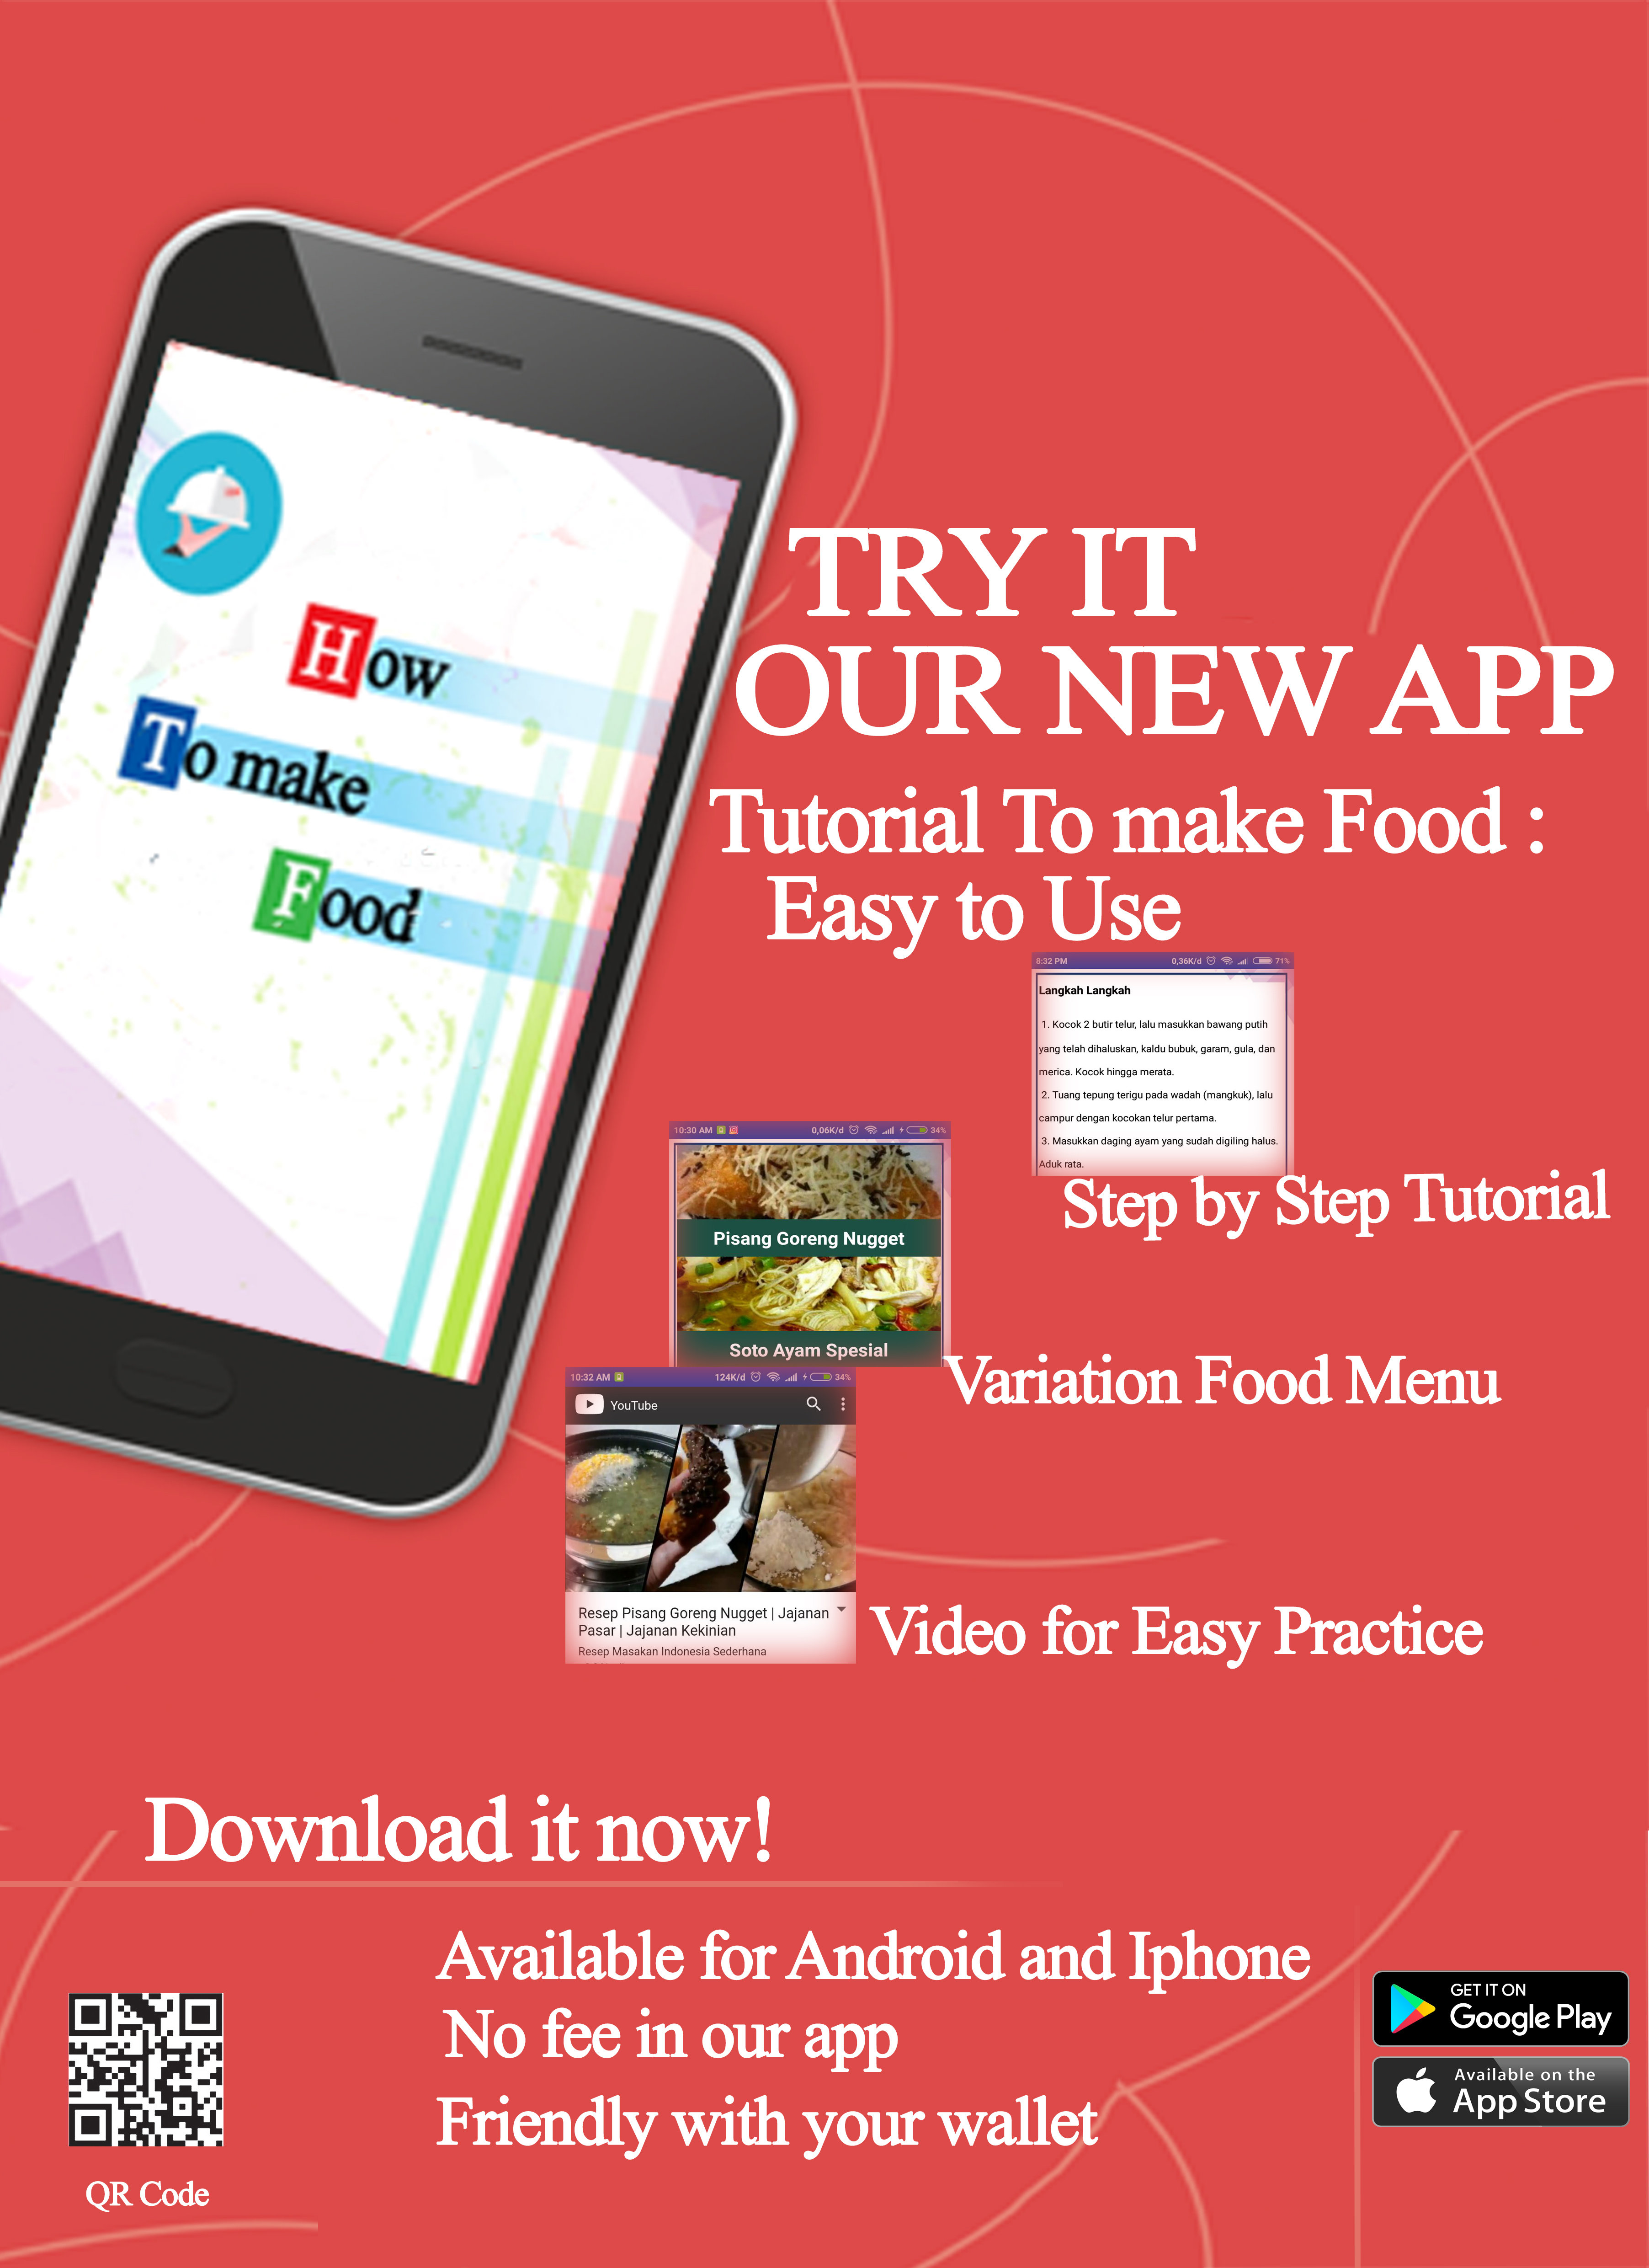 TRY IT
OUR NEW APP
Tutorial To make Food :
Easy to Use
How
To make
Food
8:32 PM 0,36K/d 71%
Langkah Langkah
1. Kocok 2 butir telur, lalu masukkan bawang putih
yang telah dihaluskan, kaldu bubuk, garam, gula, dan
merica. Kocok hingga merata.
2. Tuang tepung terigu pada wadah (mangkuk), lalu
campur dengan kocokan telur pertama.
3. Masukkan daging ayam yang sudah digiling halus.
Aduk rata.
Step by Step Tutorial
10:30 AM 0,06K/d 34%
Pisang Goreng Nugget
Soto Ayam Spesial
Variation Food Menu
10:32 AM 124K/d 34%
YouTube
Resep Pisang Goreng Nugget | Jajanan
Pasar | Jajanan Kekinian
Resep Masakan Indonesia Sederhana
Video for Easy Practice
Download it now!
Available for Android and Iphone
No fee in our app
Friendly with your wallet
QR Code
GET IT ON
Google Play
Available on the
App Store